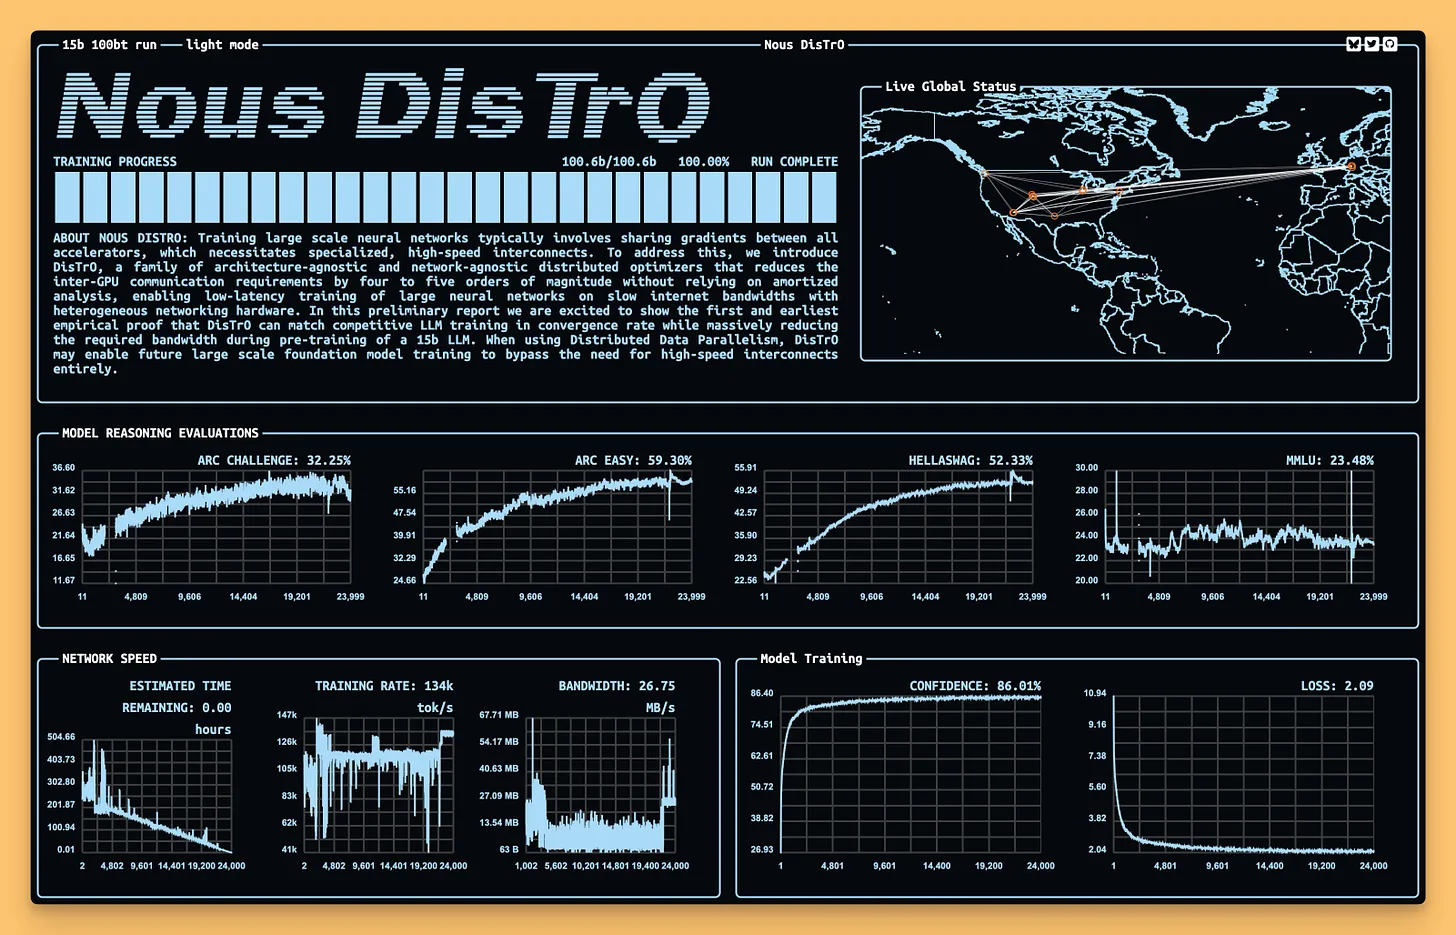 15b 100bt run light mode Nous DisTrO
Nous DisTrO
TRAINING PROGRESS 100.6b/100.6b 100.00% RUN COMPLETE
ABOUT NOUS DISTRO: Training large scale neural networks typically involves sharing gradients between all
accelerators, which necessitates specialized, high-speed interconnects. To address this, we introduce
DisTrO, a family of architecture-agnostic and network-agnostic distributed optimizers that reduces the
inter-GPU communication requirements by four to five orders of magnitude without relying on amortized
analysis, enabling low-latency training of large neural networks on slow internet bandwidths with
heterogeneous networking hardware. In this preliminary report we are excited to show the first and earliest
empirical proof that DisTrO can match competitive LLM training in convergence rate while massively reducing
the required bandwidth during pre-training of a 15b LLM. When using Distributed Data Parallelism, DisTrO
may enable future large scale foundation model training to bypass the need for high-speed interconnects
entirely.
Live Global Status
MODEL REASONING EVALUATIONS
ARC CHALLENGE: 32.25%
36.60
31.62
26.63
21.64
16.65
11.67
11 4,809 9,606 14,404 19,201 23,999
ARC EASY: 59.30%
55.16
47.54
39.91
32.29
24.66
11 4,809 9,606 14,404 19,201 23,999
HELLASWAG: 52.33%
55.91
49.24
42.57
35.90
29.23
22.56
11 4,809 9,606 14,404 19,201 23,999
MMLU: 23.48%
30.00
28.00
26.00
24.00
22.00
20.00
11 4,809 9,606 14,404 19,201 23,999
NETWORK SPEED
ESTIMATED TIME
REMAINING: 0.00
hours
504.66
403.73
302.80
201.87
100.94
0.01
2 4,802 9,601 14,401 19,200 24,000
TRAINING RATE: 134k
tok/s
147k
126k
105k
83k
62k
41k
2 4,802 9,601 14,401 19,200 24,000
BANDWIDTH: 26.75
MB/s
67.71 MB
54.17 MB
40.63 MB
27.09 MB
13.54 MB
63 B
1,002 5,602 10,201 14,801 19,400 24,000
Model Training
CONFIDENCE: 86.01%
86.40
74.51
62.61
50.72
38.82
26.93
1 4,801 9,600 14,400 19,200 24,000
LOSS: 2.09
10.94
9.16
7.38
5.60
3.82
2.04
1 4,801 9,600 14,400 19,200 24,000